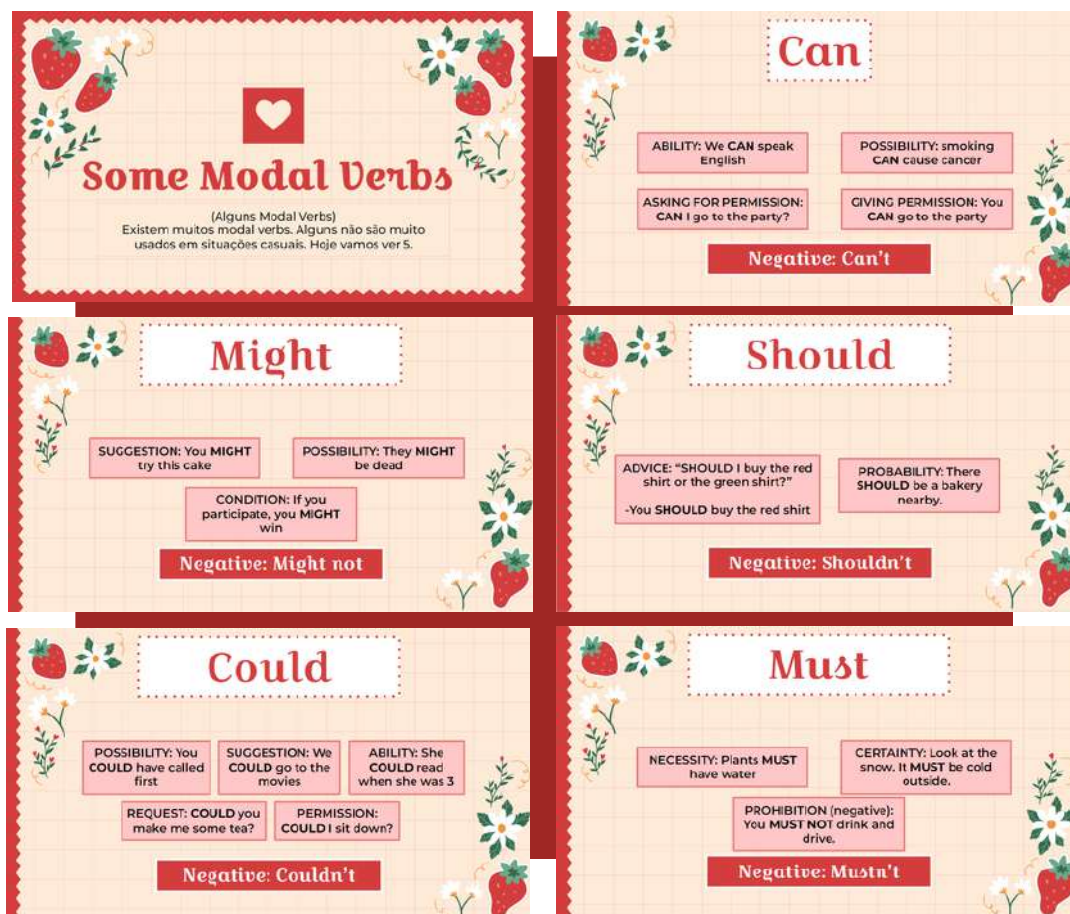 Some Modal Verbs
(Alguns Modal Verbs)
Existem muitos modal verbs. Alguns não são muito
usados em situações casuais. Hoje vamos ver 5.
Can
ABILITY: We CAN speak
English
POSSIBILITY: smoking
CAN cause cancer
ASKING FOR PERMISSION:
CAN I go to the party?
GIVING PERMISSION: You
CAN go to the party
Negative: Can't
Might
SUGGESTION: You MIGHT
try this cake
POSSIBILITY: They MIGHT
be dead
CONDITION: If you
participate, you MIGHT
win
Negative: Might not
Should
ADVICE: “SHOULD I buy the red
shirt or the green shirt?”
-You SHOULD buy the red shirt
PROBABILITY: There
SHOULD be a bakery
nearby.
Negative: Shouldn't
Could
POSSIBILITY: You
COULD have called
first
SUGGESTION: We
COULD go to the
movies
ABILITY: She
COULD read
when she was 3
REQUEST: COULD you
make me some tea?
PERMISSION:
COULD I sit down?
Negative: Couldn't
Must
NECESSITY: Plants MUST
have water
CERTAINTY: Look at the
snow. It MUST be cold
outside.
PROHIBITION (negative):
You MUST NOT drink and
drive.
Negative: Mustn't